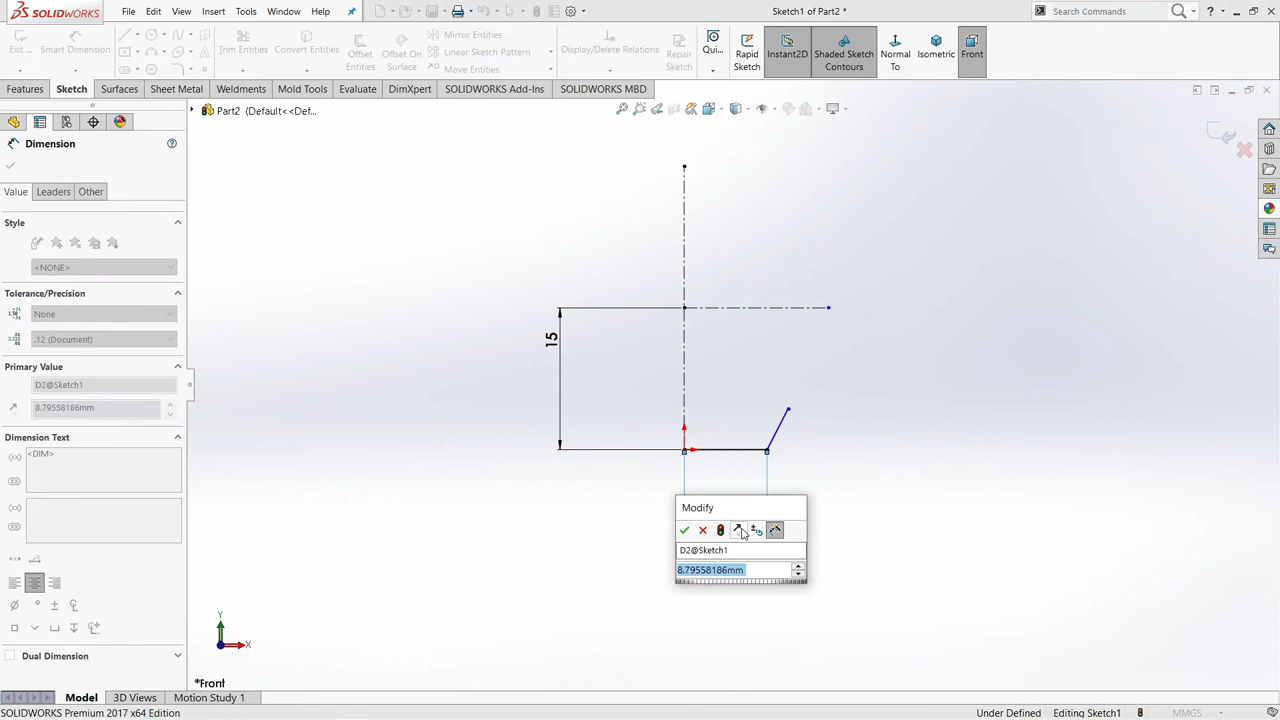 SOLIDWORKS
File
Edit
View
Insert
Tools
Window
Help
Sketch1 of Part2 *
Search Commands
Exit ...
Smart Dimension
Trim Entities
Convert Entities
Offset Entities
Offset On Surface
Mirror Entities
Linear Sketch Pattern
Move Entities
Display/Delete Relations
Repair Sketch
Qui...
Rapid Sketch
Instant2D
Shaded Sketch Contours
Normal To
Isometric
Front
Features
Sketch
Surfaces
Sheet Metal
Weldments
Mold Tools
Evaluate
DimXpert
SOLIDWORKS Add-Ins
SOLIDWORKS MBD
Part2 (Default<<Def...
Dimension
Value
Leaders
Other
Style
<NONE>
Tolerance/Precision
None
.12 (Document)
Primary Value
D2@Sketch1
8.79558186mm
Dimension Text
<DIM>
Dual Dimension
15
Modify
D2@Sketch1
8.79558186mm
Y
X
*Front
Model
3D Views
Motion Study 1
SOLIDWORKS Premium 2017 x64 Edition
Under Defined
Editing Sketch1
MMGS